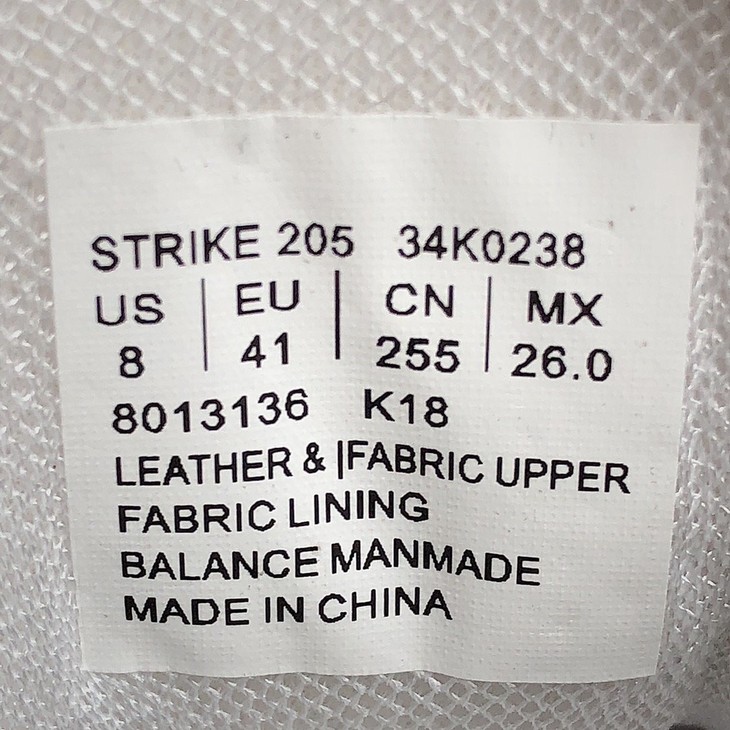 STRIKE 205 34K0238
US | EU | CN | MX
8 | 41 | 255 | 26.0
8013136 K18
LEATHER & |FABRIC UPPER
FABRIC LINING
BALANCE MANMADE
MADE IN CHINA